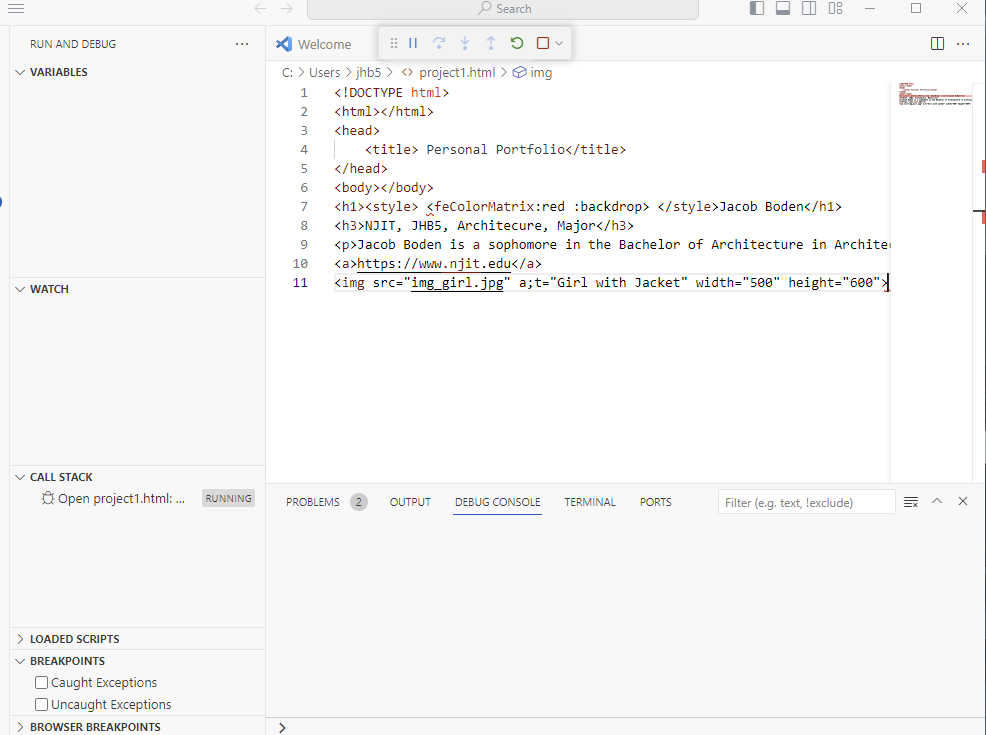 Search
RUN AND DEBUG ...
Welcome
VARIABLES
C: > Users > jhb5 > <> project1.html > img
1 <!DOCTYPE html>
2 <html></html>
3 <head>
4 <title> Personal Portfolio</title>
5 </head>
6 <body></body>
7 <h1><style> <feColorMatrix:red :backdrop> </style>Jacob Boden</h1>
8 <h3>NJIT, JHB5, Architecure, Major</h3>
9 <p>Jacob Boden is a sophomore in the Bachelor of Architecture in Archite
10 <a>https://www.njit.edu</a>
11 <img src="img_girl.jpg" a;t="Girl with Jacket" width="500" height="600">
WATCH
CALL STACK
Open project1.html: ... RUNNING
PROBLEMS 2 OUTPUT DEBUG CONSOLE TERMINAL PORTS Filter (e.g. text, !exclude)
LOADED SCRIPTS
BREAKPOINTS
Caught Exceptions
Uncaught Exceptions
BROWSER BREAKPOINTS
>